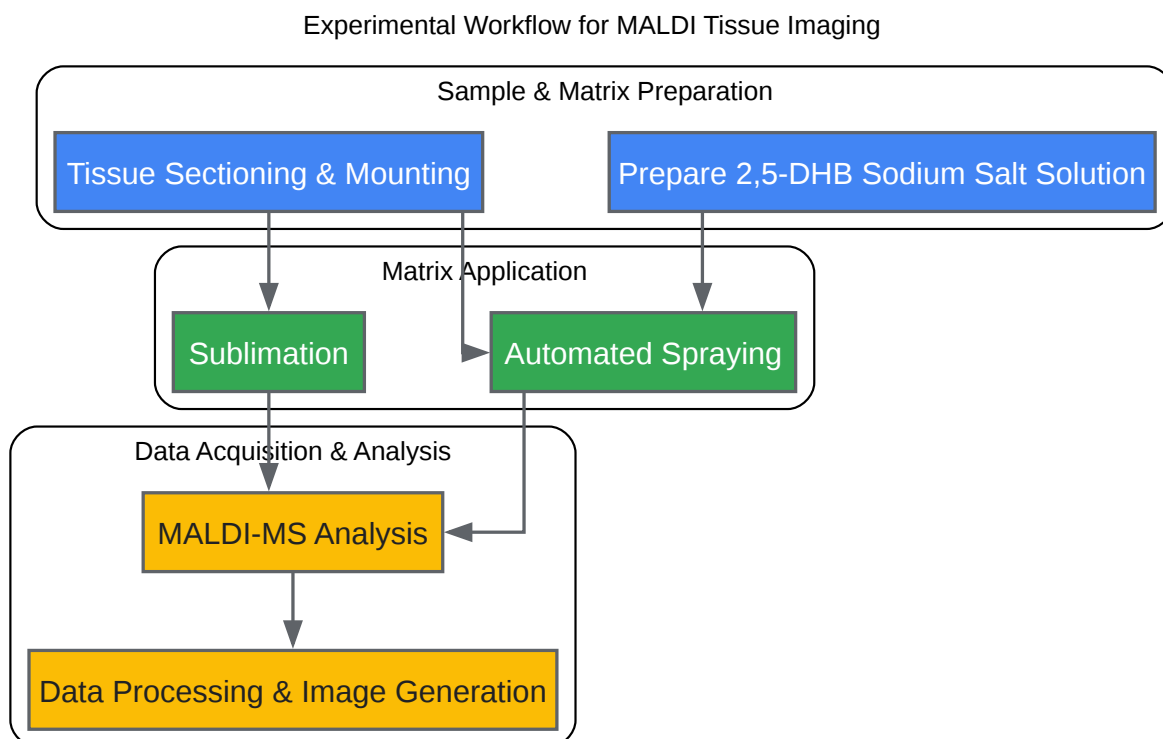 Experimental Workflow for MALDI Tissue Imaging
Sample & Matrix Preparation
Tissue Sectioning & Mounting
Prepare 2,5-DHB Sodium Salt Solution
Matrix Application
Sublimation
Automated Spraying
Data Acquisition & Analysis
MALDI-MS Analysis
Data Processing & Image Generation